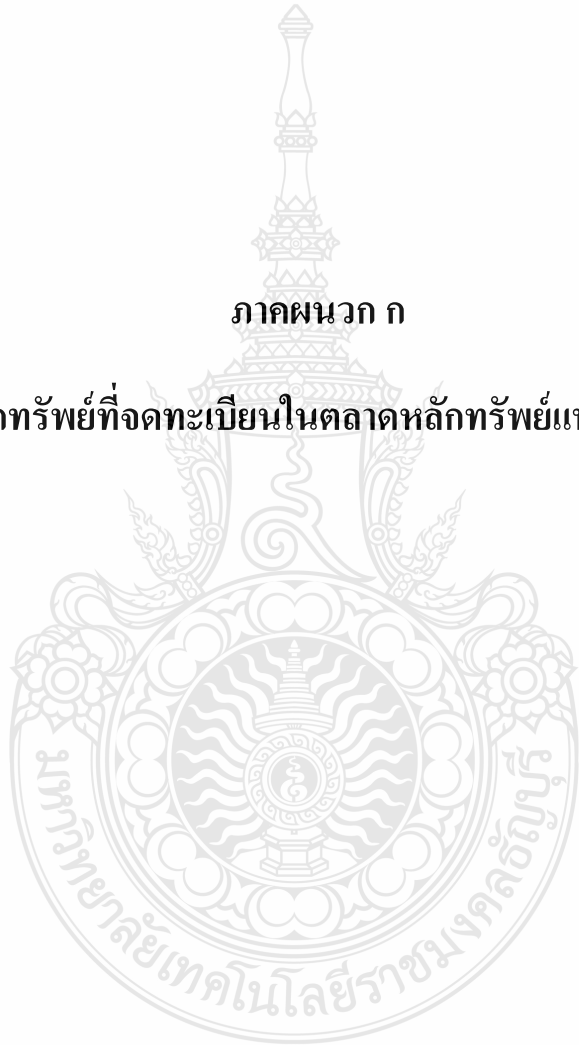 ภาคผนวก ก
ทรัพย์ที่จดทะเบียนในตลาดหลักทรัพย์
มหาวิทยาลัยเทคโนโลยีราชมงคลธัญบุรี